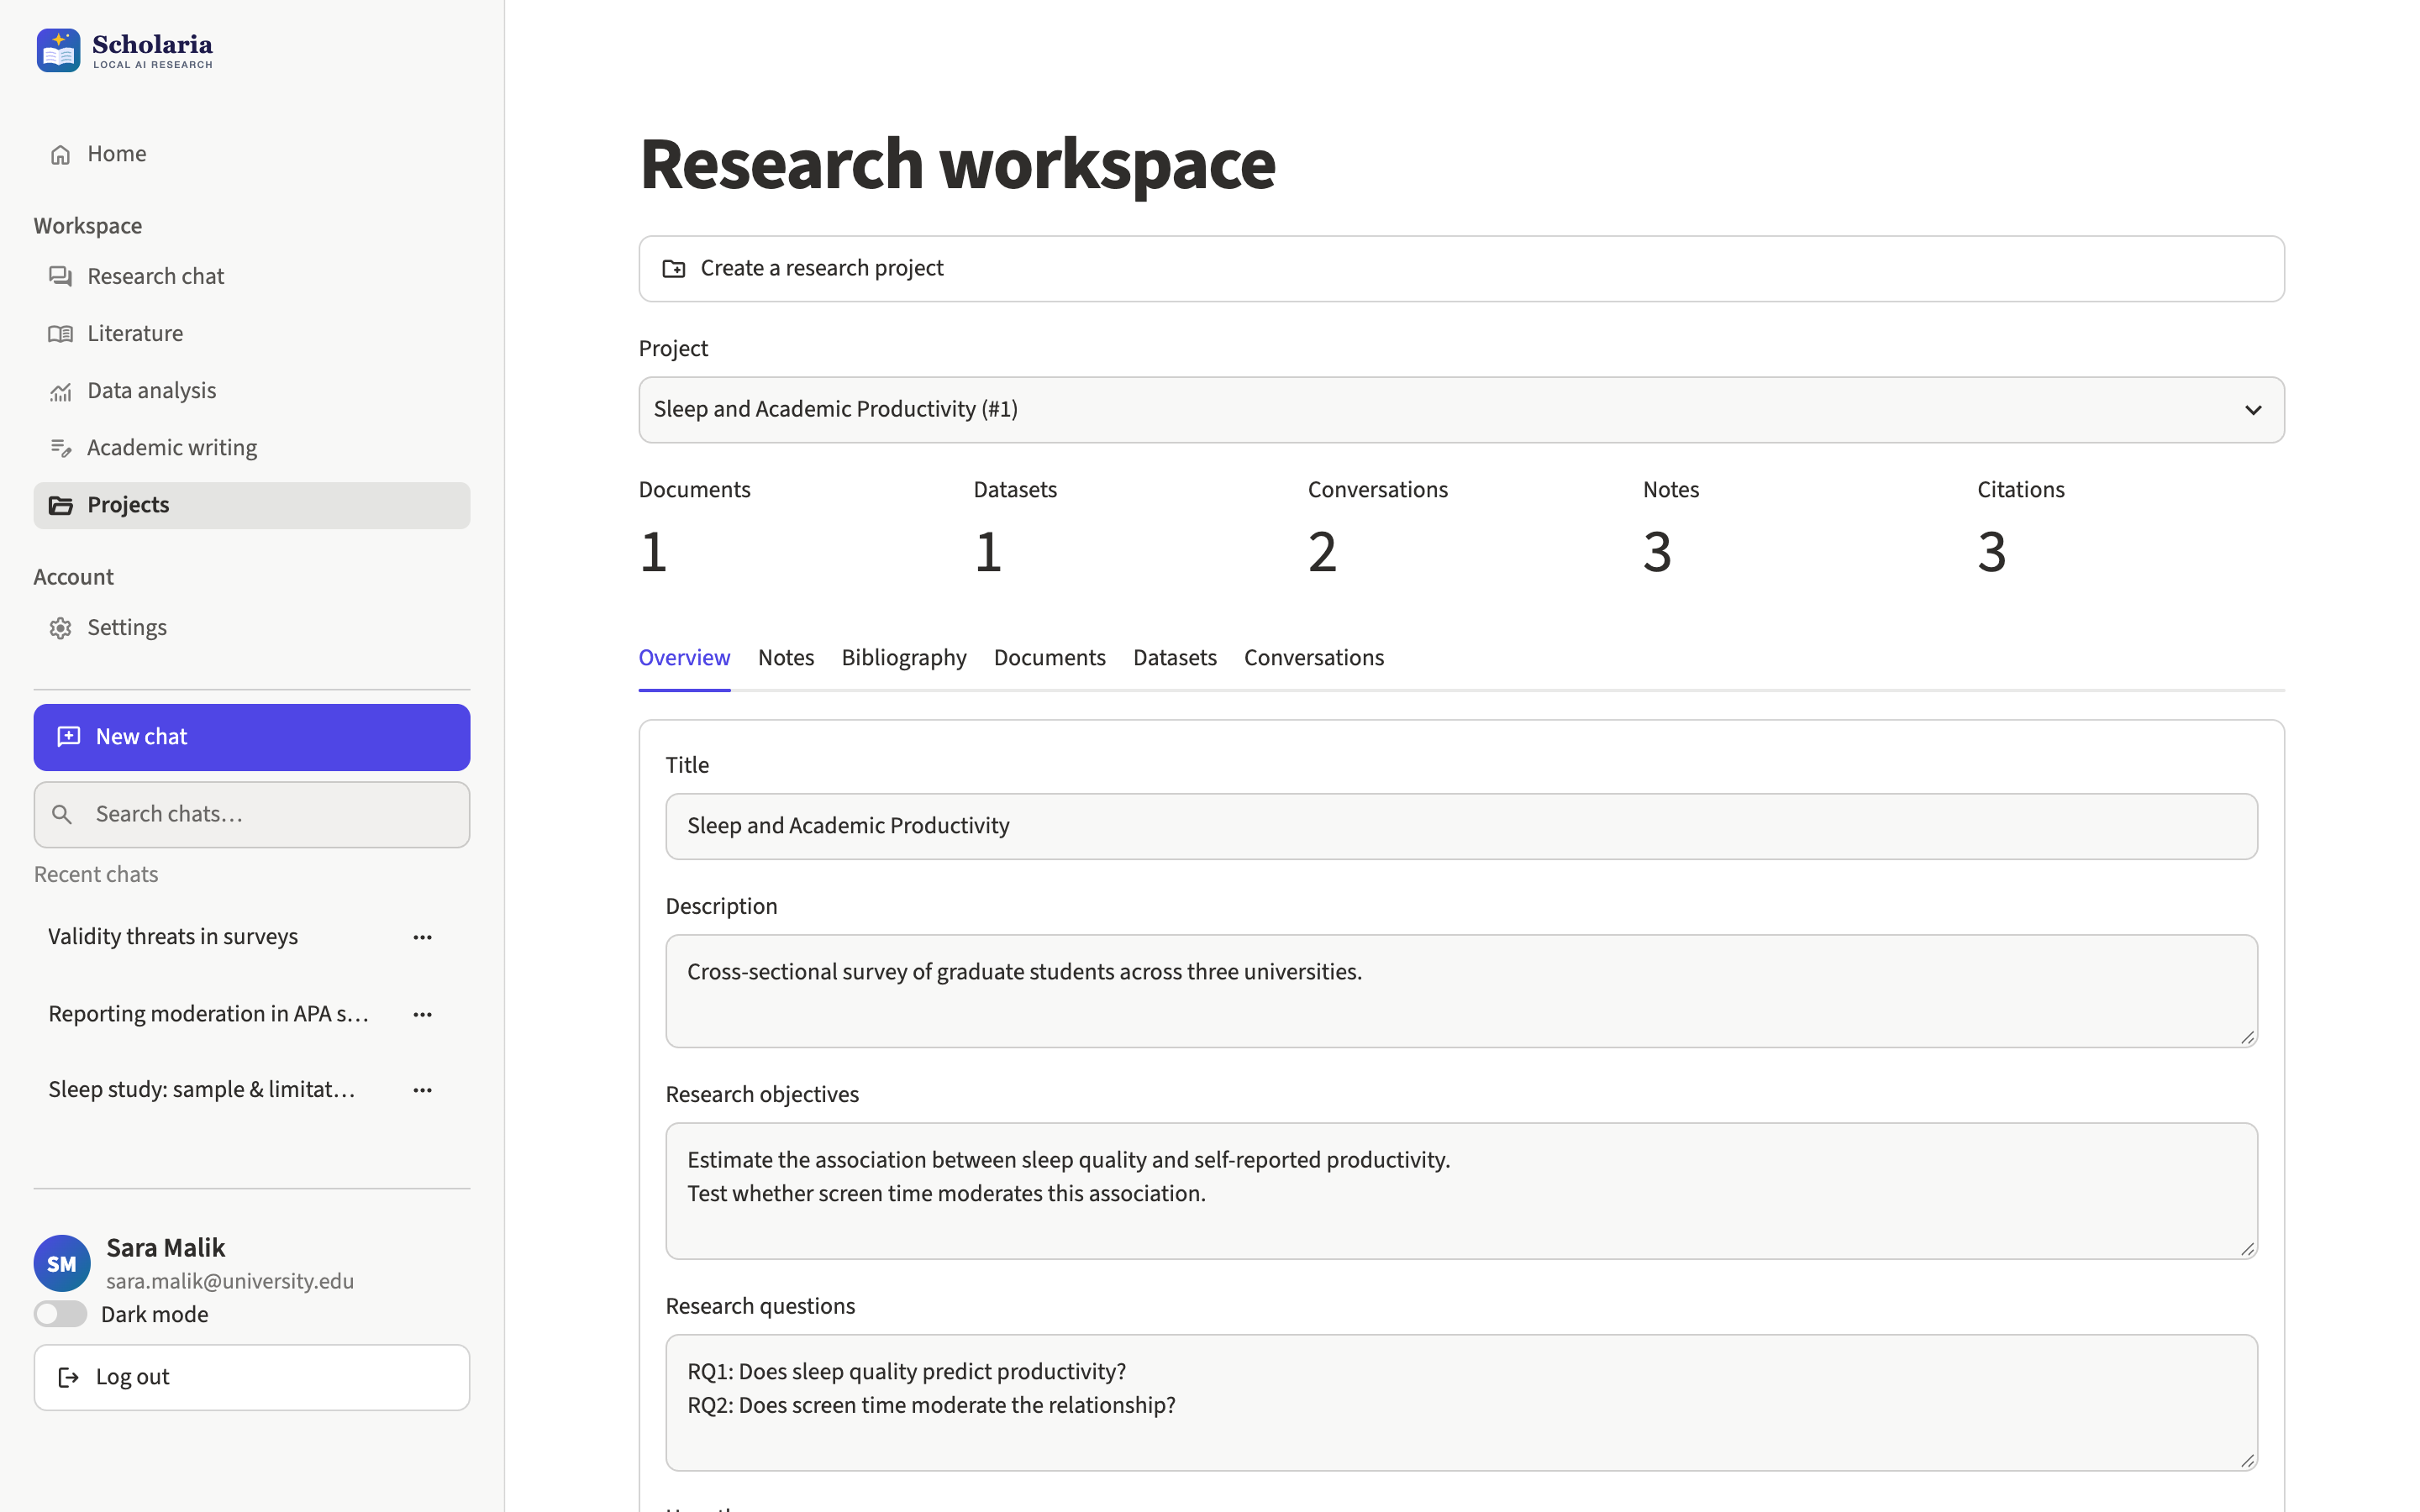 Scholaria
LOCAL AI RESEARCH
Home
Workspace
Research chat
Literature
Data analysis
Academic writing
Projects
Account
Settings
New chat
Search chats…
Recent chats
Validity threats in surveys
Reporting moderation in APA s…
Sleep study: sample & limitat…
SM
Sara Malik
sara.malik@university.edu
Dark mode
Log out
Research workspace
Create a research project
Project
Sleep and Academic Productivity (#1)
Documents
1
Datasets
1
Conversations
2
Notes
3
Citations
3
Overview Notes Bibliography Documents Datasets Conversations
Title
Sleep and Academic Productivity
Description
Cross-sectional survey of graduate students across three universities.
Research objectives
Estimate the association between sleep quality and self-reported productivity.
Test whether screen time moderates this association.
Research questions
RQ1: Does sleep quality predict productivity?
RQ2: Does screen time moderate the relationship?